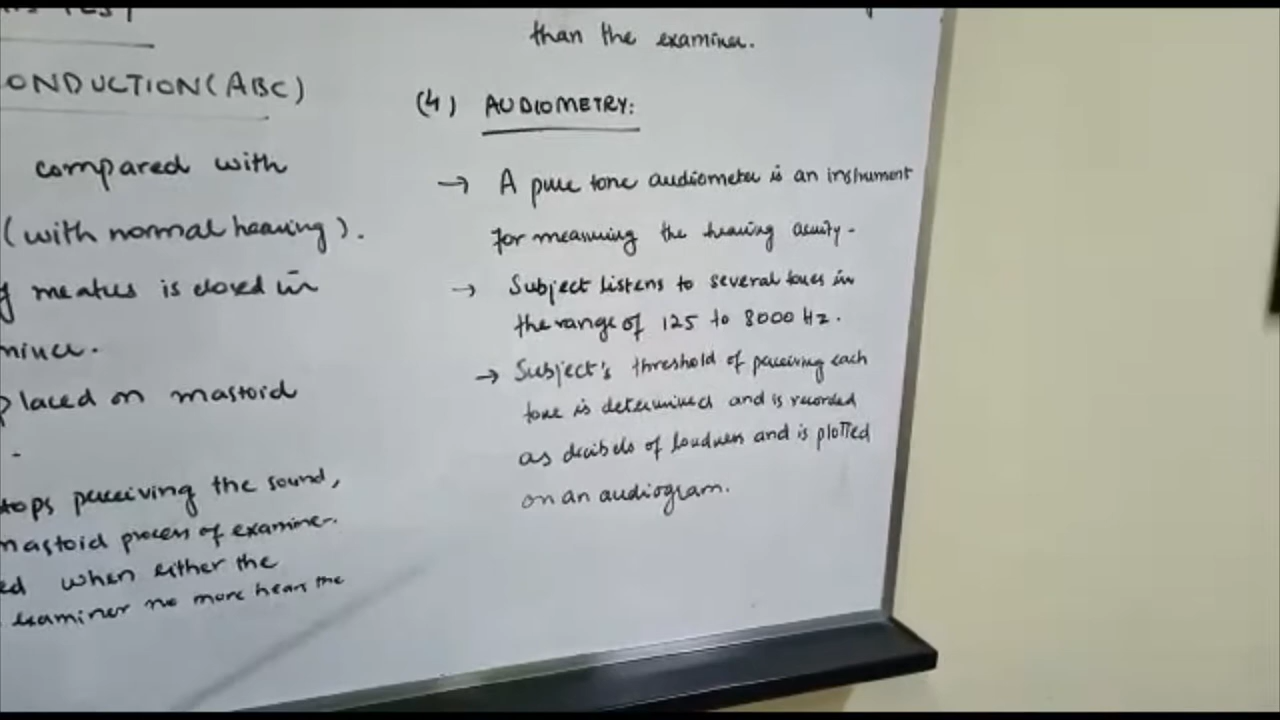 TEST
ONDUCTION (ABC)
compared with
(with normal hearing).
meatus is closed in
miner.
placed on mastoid
tops perceiving the sound,
mastoid process of examiner.
ed when either the
examiner no more hears the
than the examiner.
(4) AUDIOMETRY:
→ A pure tone audiometer is an instrument
for measuring the hearing acuity.
→ Subject listens to several tones in
the range of 125 to 8000 Hz.
→ Subject's threshold of perceiving each
tone is determined and is recorded
as decibels of loudness and is plotted
on an audiogram.